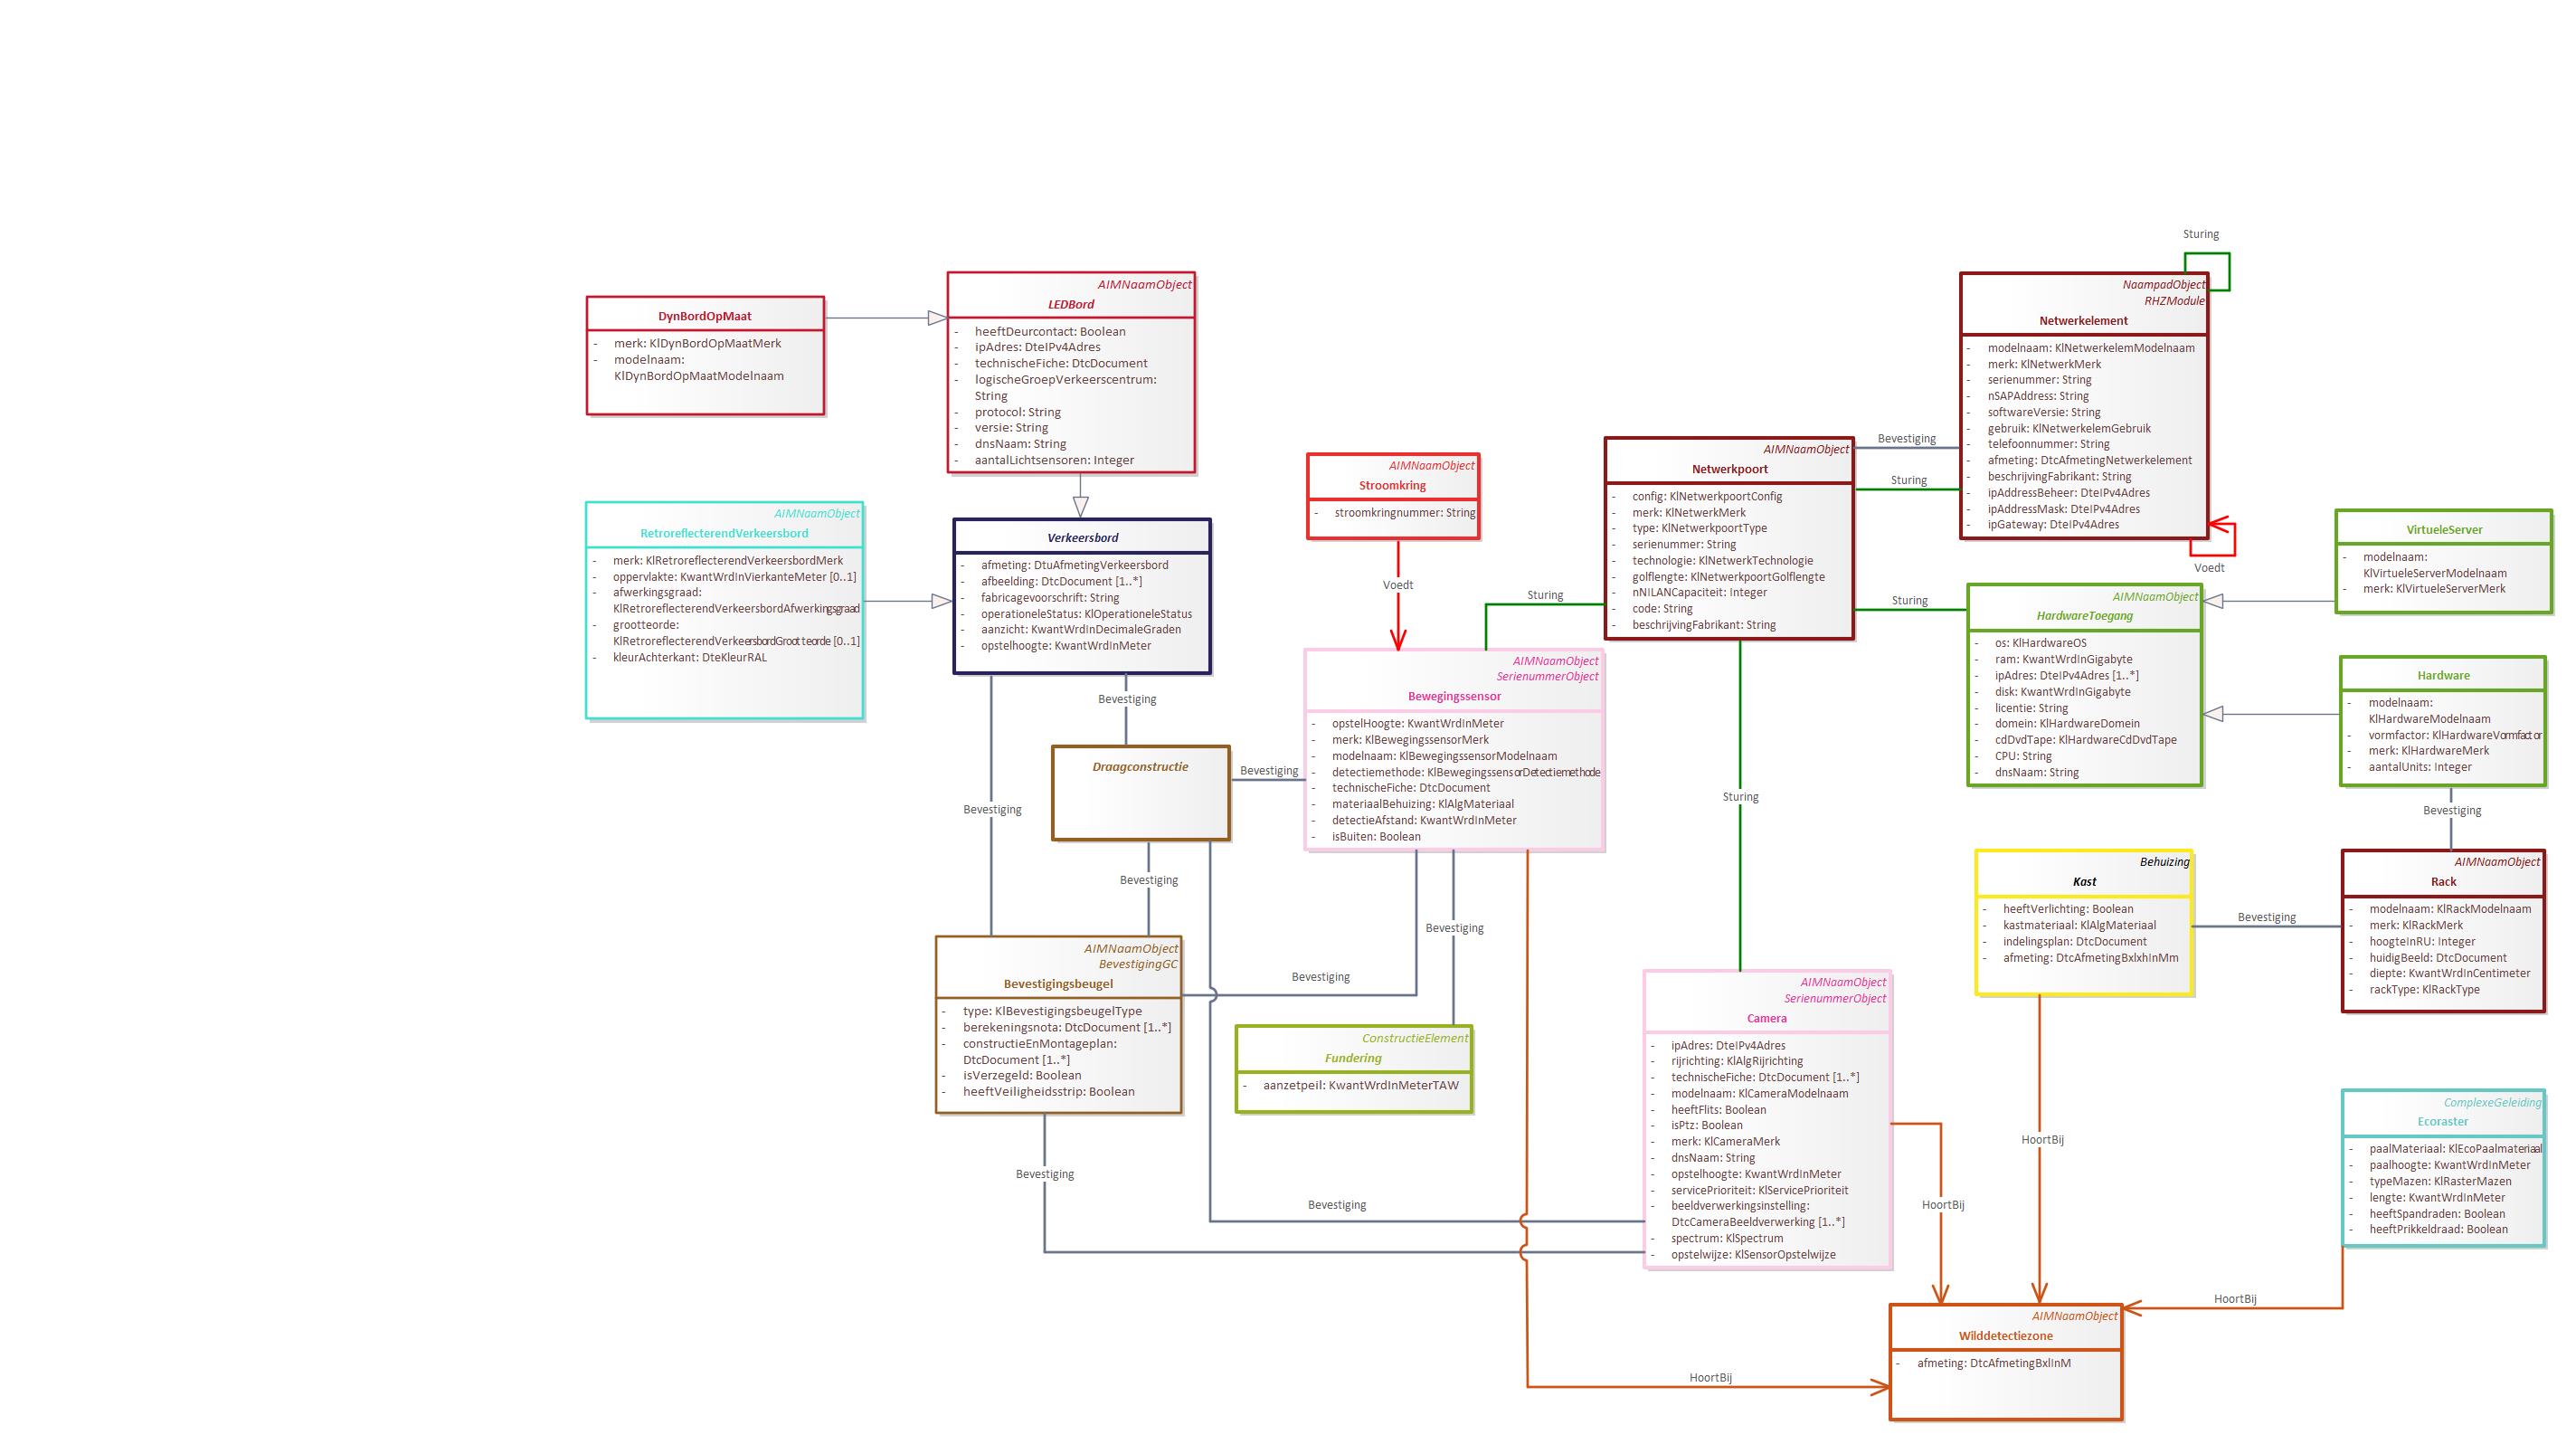 DynBordOpMaat
- merk: KlDynBordOpMaatMerk
- modelnaam:
KlDynBordOpMaatModelnaam
AIMNaamObject
LEDBord
- heeftDeurcontact: Boolean
- ipAdres: DteIPv4Adres
- technischeFiche: DtcDocument
- logischeGroepVerkeerscentrum:
String
- protocol: String
- versie: String
- dnsNaam: String
- aantalLichtsensoren: Integer
AIMNaamObject
RetroreflecterendVerkeersbord
- merk: KlRetroreflecterendVerkeersbordMerk
- oppervlakte: KwantWrdInVierkanteMeter [0..1]
- afwerkingsgraad:
KlRetroreflecterendVerkeersbordAfwerkingsgraad
- grootteorde:
KlRetroreflecterendVerkeersbordGrootteorde [0..1]
- kleurAchterkant: DteKleurRAL
Verkeersbord
- afmeting: DtuAfmetingVerkeersbord
- afbeelding: DtcDocument [1..*]
- fabricagevoorschrift: String
- operationeleStatus: KlOperationeleStatus
- aanzicht: KwantWrdInDecimaleGraden
- opstelhoogte: KwantWrdInMeter
Bevestiging
Bevestiging
Draagconstructie
Bevestiging
Bevestiging
AIMNaamObject
BevestigingGC
Bevestigingsbeugel
- type: KlBevestigingsbeugelType
- berekeningsnota: DtcDocument [1..*]
- constructieEnMontageplan:
DtcDocument [1..*]
- isVerzegeld: Boolean
- heeftVeiligheidsstrip: Boolean
Bevestiging
Bevestiging
Bevestiging
Bevestiging
AIMNaamObject
Stroomkring
- stroomkringnummer: String
Voedt
Sturing
AIMNaamObject
SerienummerObject
Bewegingssensor
- opstelHoogte: KwantWrdInMeter
- merk: KlBewegingssensorMerk
- modelnaam: KlBewegingssensorModelnaam
- detectiemethode: KlBewegingssensorDetectiemethode
- technischeFiche: DtcDocument
- materiaalBehuizing: KlAlgMateriaal
- detectieAfstand: KwantWrdInMeter
- isBuiten: Boolean
ConstructieElement
Fundering
- aanzetpeil: KwantWrdInMeterTAW
AIMNaamObject
Netwerkpoort
- config: KlNetwerkpoortConfig
- merk: KlNetwerkMerk
- type: KlNetwerkpoortType
- serienummer: String
- technologie: KlNetwerkTechnologie
- golflengte: KlNetwerkpoortGolflengte
- nNILANCapaciteit: Integer
- code: String
- beschrijvingFabrikant: String
Bevestiging
Sturing
Sturing
Sturing
Sturing
NaampadObject
RHZModule
Netwerkelement
- modelnaam: KlNetwerkelemModelnaam
- merk: KlNetwerkMerk
- serienummer: String
- nSAPAddress: String
- softwareVersie: String
- gebruik: KlNetwerkelemGebruik
- telefoonnummer: String
- afmeting: DtcAfmetingNetwerkelement
- beschrijvingFabrikant: String
- ipAddressBeheer: DteIPv4Adres
- ipAddressMask: DteIPv4Adres
- ipGateway: DteIPv4Adres
Voedt
AIMNaamObject
HardwareToegang
- os: KlHardwareOS
- ram: KwantWrdInGigabyte
- ipAdres: DteIPv4Adres [1..*]
- disk: KwantWrdInGigabyte
- licentie: String
- domein: KlHardwareDomein
- cdDvdTape: KlHardwareCdDvdTape
- CPU: String
- dnsNaam: String
VirtueleServer
- modelnaam:
KlVirtueleServerModelnaam
- merk: KlVirtueleServerMerk
Hardware
- modelnaam:
KlHardwareModelnaam
- vormfactor: KlHardwareVormfactor
- merk: KlHardwareMerk
- aantalUnits: Integer
Bevestiging
Behuizing
Kast
- heeftVerlichting: Boolean
- kastmateriaal: KlAlgMateriaal
- indelingsplan: DtcDocument
- afmeting: DtcAfmetingBxlxhInMm
Bevestiging
AIMNaamObject
Rack
- modelnaam: KlRackModelnaam
- merk: KlRackMerk
- hoogteInRU: Integer
- huidigBeeld: DtcDocument
- diepte: KwantWrdInCentimeter
- rackType: KlRackType
AIMNaamObject
SerienummerObject
Camera
- ipAdres: DteIPv4Adres
- rijrichting: KlAlgRijrichting
- technischeFiche: DtcDocument [1..*]
- modelnaam: KlCameraModelnaam
- heeftFlits: Boolean
- isPtz: Boolean
- merk: KlCameraMerk
- dnsNaam: String
- opstelhoogte: KwantWrdInMeter
- servicePrioriteit: KlServicePrioriteit
- beeldverwerkingsinstelling:
DtcCameraBeeldverwerking [1..*]
- spectrum: KlSpectrum
- opstelwijze: KlSensorOpstelwijze
HoortBij
HoortBij
ComplexeGeleiding
Ecoraster
- paalMateriaal: KlEcoPaalmateriaal
- paalhoogte: KwantWrdInMeter
- typeMazen: KlRasterMazen
- lengte: KwantWrdInMeter
- heeftSpandraden: Boolean
- heeftPrikkeldraad: Boolean
HoortBij
HoortBij
AIMNaamObject
Wilddetectiezone
- afmeting: DtcAfmetingBxlInM